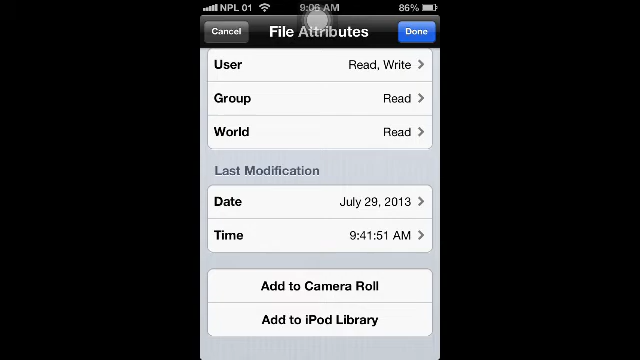 NPL 01 9:06 AM 86%
Cancel File Attributes Done
User Read, Write
Group Read
World Read
Last Modification
Date July 29, 2013
Time 9:41:51 AM
Add to Camera Roll
Add to iPod Library